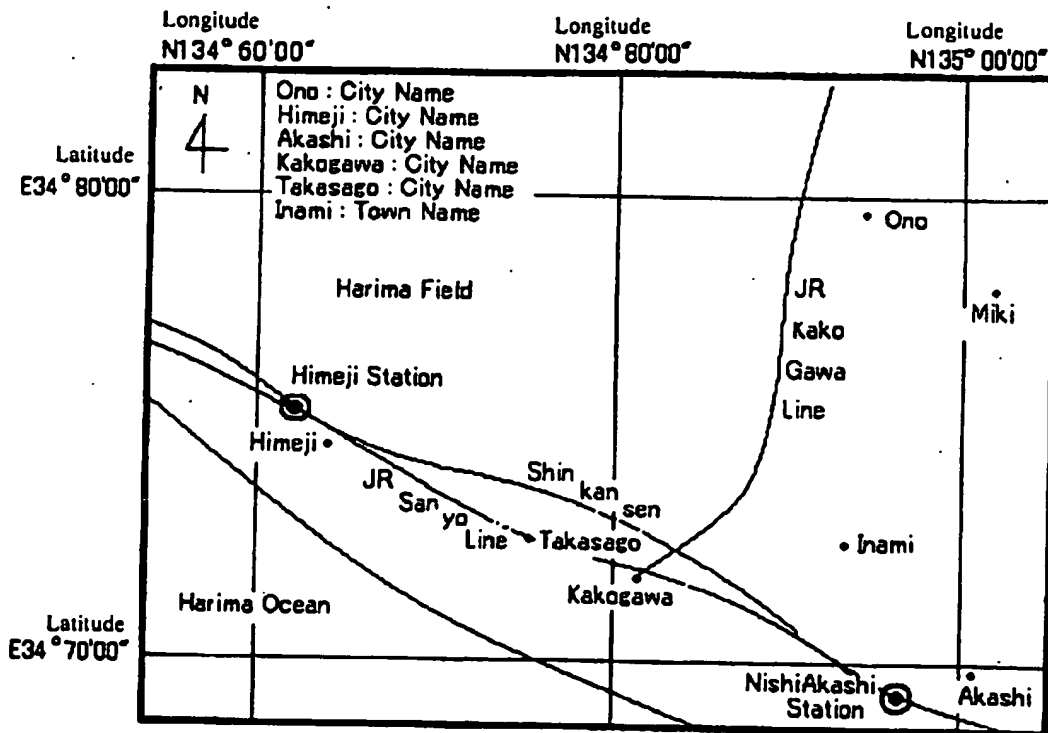 Longitude
N134° 60'00"
Longitude
N134° 80'00"
Longitude
N135° 00'00"
N
Ono : City Name
Himeji : City Name
Akashi : City Name
Kakogawa : City Name
Takasago : City Name
Inami : Town Name
Latitude
E34° 80'00"
Ono
Harima Field
JR
Kako
Gawa
Line
Miki
Himeji Station
Himeji
JR
San
yo
Line
Shin
kan
sen
Takasago
Inami
Kakogawa
Harima Ocean
Latitude
E34° 70'00"
NishiAkashi
Station
Akashi